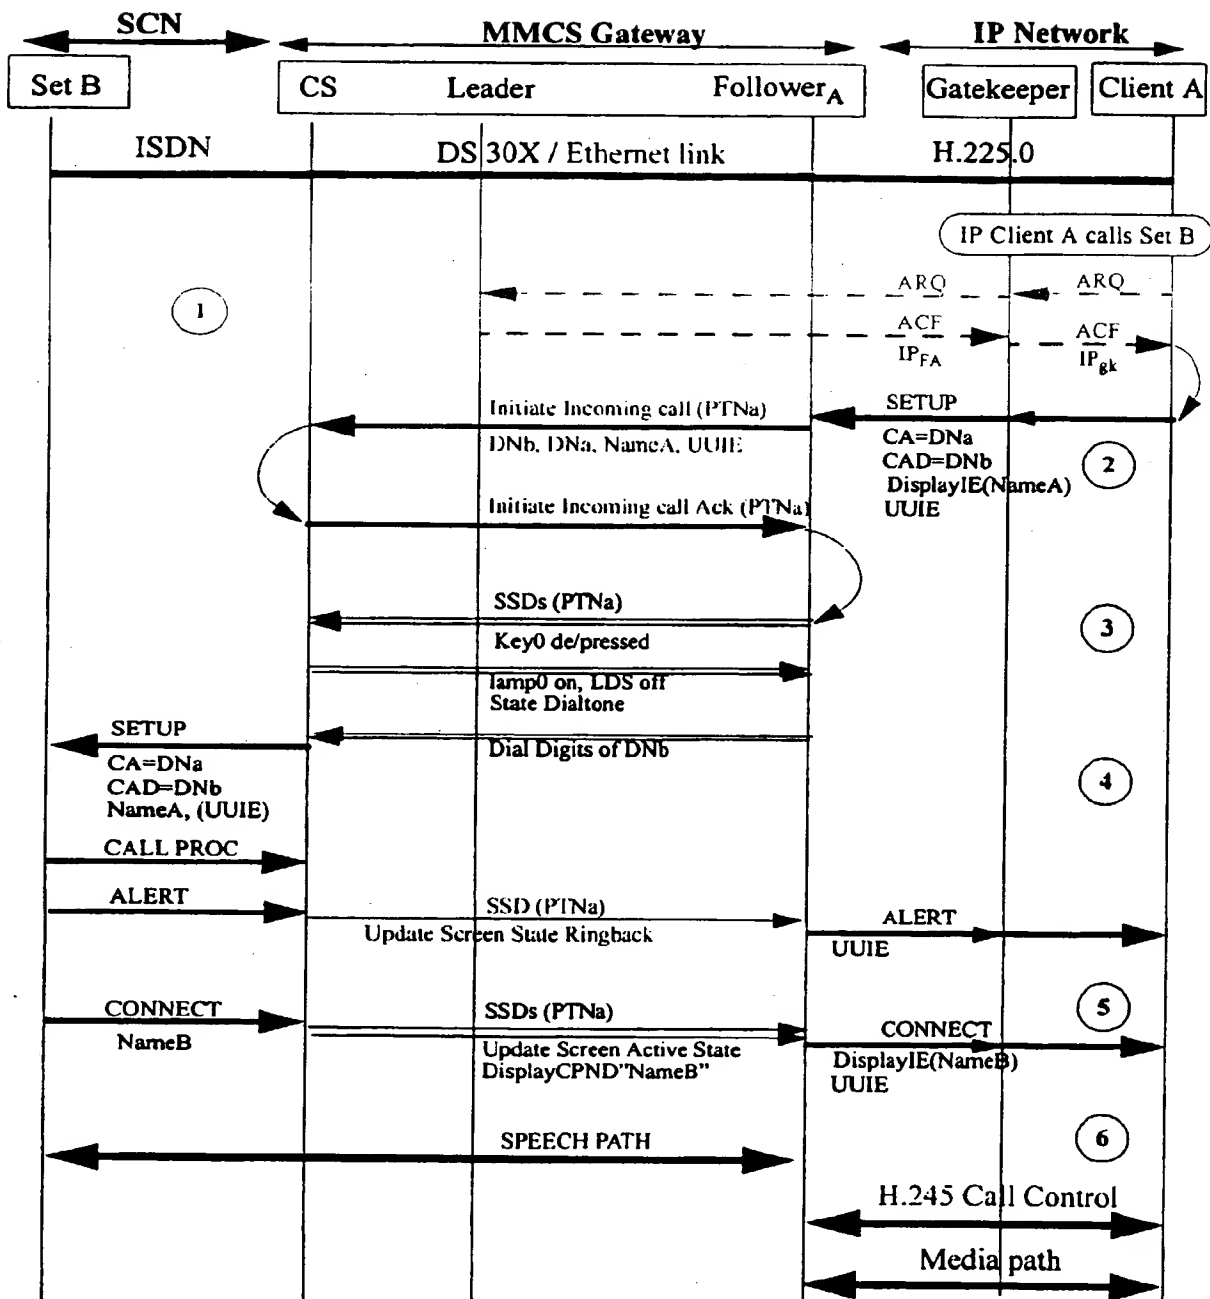 SCN
MMCS Gateway
IP Network
Set B
CS
Leader
FollowerA
Gatekeeper
Client A
ISDN
DS 30X / Ethernet link
H.225.0
IP Client A calls Set B
1
ARQ
ARQ
ACF
IPFA
ACF
IPgk
SETUP
CA=DNa
CAD=DNb
DisplayIE(NameA)
UUIE
2
Initiate Incoming call (PTNa)
DNb, DNa, NameA, UUIE
Initiate Incoming call Ack (PTNa)
SSDs (PTNa)
Key0 de/pressed
3
lamp0 on, LDS off
State Dialtone
SETUP
CA=DNa
CAD=DNb
NameA, (UUIE)
Dial Digits of DNb
4
CALL PROC
ALERT
SSD (PTNa)
Update Screen State Ringback
ALERT
UUIE
CONNECT
NameB
SSDs (PTNa)
Update Screen Active State
DisplayCPND"NameB"
5
CONNECT
DisplayIE(NameB)
UUIE
SPEECH PATH
6
H.245 Call Control
Media path